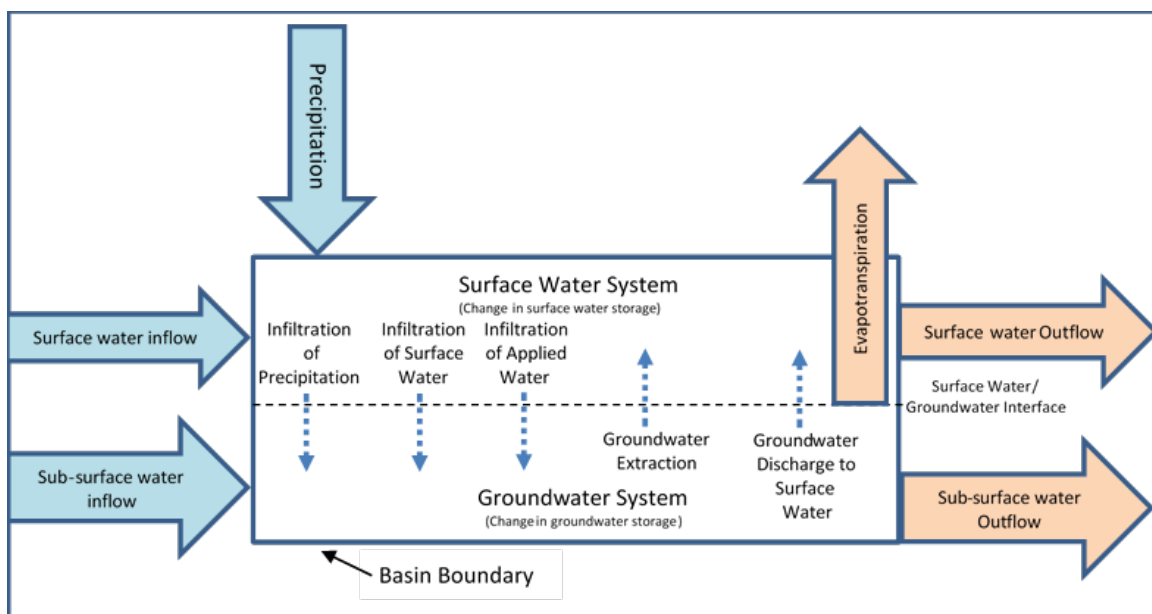 Precipitation
Evapotranspiration
Surface Water System
(Change in surface water storage)
Surface water inflow
Infiltration
of
Precipitation
Infiltration
of Surface
Water
Infiltration
of Applied
Water
Surface water Outflow
Surface Water/
Groundwater Interface
Sub-surface water
inflow
Groundwater
Extraction
Groundwater
Discharge to
Surface
Water
Groundwater System
(Change in groundwater storage)
Sub-surface water
Outflow
Basin Boundary